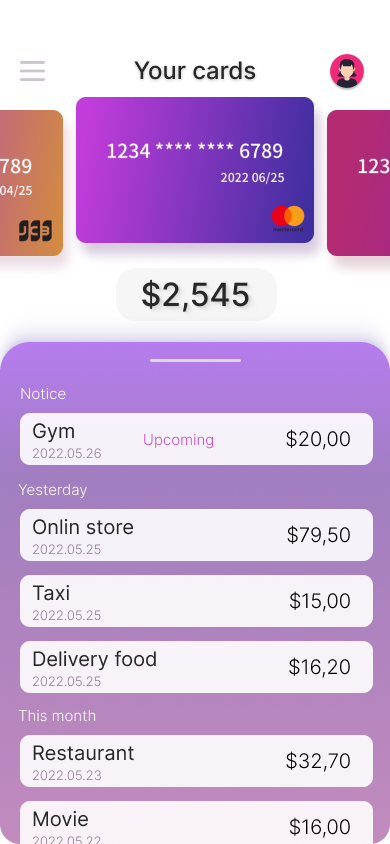 Your cards
789
04/25
1234 **** **** 6789
2022 06/25
123
$2,545
Notice
Gym
Upcoming
$20,00
2022.05.26
Yesterday
Onlin store
$79,50
2022.05.25
Taxi
$15,00
2022.05.25
Delivery food
$16,20
2022.05.25
This month
Restaurant
$32,70
2022.05.23
Movie
$16,00
2022.05.22